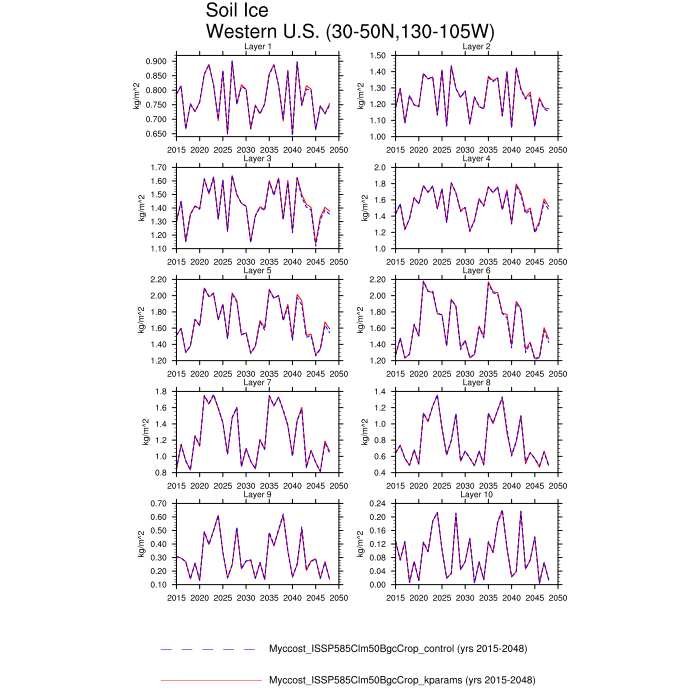 Soil Ice
Western U.S. (30-50N,130-105W)
Layer 1
kg/m^2
0.900
0.850
0.800
0.750
0.700
0.650
2015 2020 2025 2030 2035 2040 2045 2050
Layer 2
kg/m^2
1.50
1.40
1.30
1.20
1.10
1.00
2015 2020 2025 2030 2035 2040 2045 2050
Layer 3
kg/m^2
1.70
1.60
1.50
1.40
1.30
1.20
1.10
2015 2020 2025 2030 2035 2040 2045 2050
Layer 4
kg/m^2
2.0
1.8
1.6
1.4
1.2
1.0
2015 2020 2025 2030 2035 2040 2045 2050
Layer 5
kg/m^2
2.20
2.00
1.80
1.60
1.40
1.20
2015 2020 2025 2030 2035 2040 2045 2050
Layer 6
kg/m^2
2.20
2.00
1.80
1.60
1.40
1.20
2015 2020 2025 2030 2035 2040 2045 2050
Layer 7
kg/m^2
1.8
1.6
1.4
1.2
1.0
0.8
2015 2020 2025 2030 2035 2040 2045 2050
Layer 8
kg/m^2
1.4
1.2
1.0
0.8
0.6
0.4
2015 2020 2025 2030 2035 2040 2045 2050
Layer 9
kg/m^2
0.70
0.60
0.50
0.40
0.30
0.20
0.10
2015 2020 2025 2030 2035 2040 2045 2050
Layer 10
kg/m^2
0.24
0.20
0.16
0.12
0.08
0.04
0.00
2015 2020 2025 2030 2035 2040 2045 2050
Myccost_ISSP585Clm50BgcCrop_control (yrs 2015-2048)
Myccost_ISSP585Clm50BgcCrop_kparams (yrs 2015-2048)